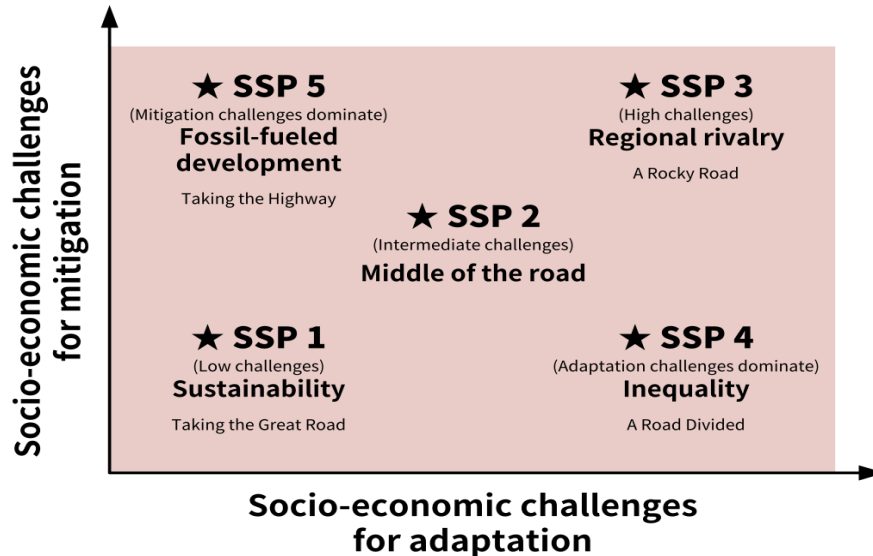 Socio-economic challenges
for mitigation
★ SSP 5
(Mitigation challenges dominate)
Fossil-fueled
development
Taking the Highway
★ SSP 3
(High challenges)
Regional rivalry
A Rocky Road
★ SSP 2
(Intermediate challenges)
Middle of the road
★ SSP 1
(Low challenges)
Sustainability
Taking the Great Road
★ SSP 4
(Adaptation challenges dominate)
Inequality
A Road Divided
Socio-economic challenges
for adaptation